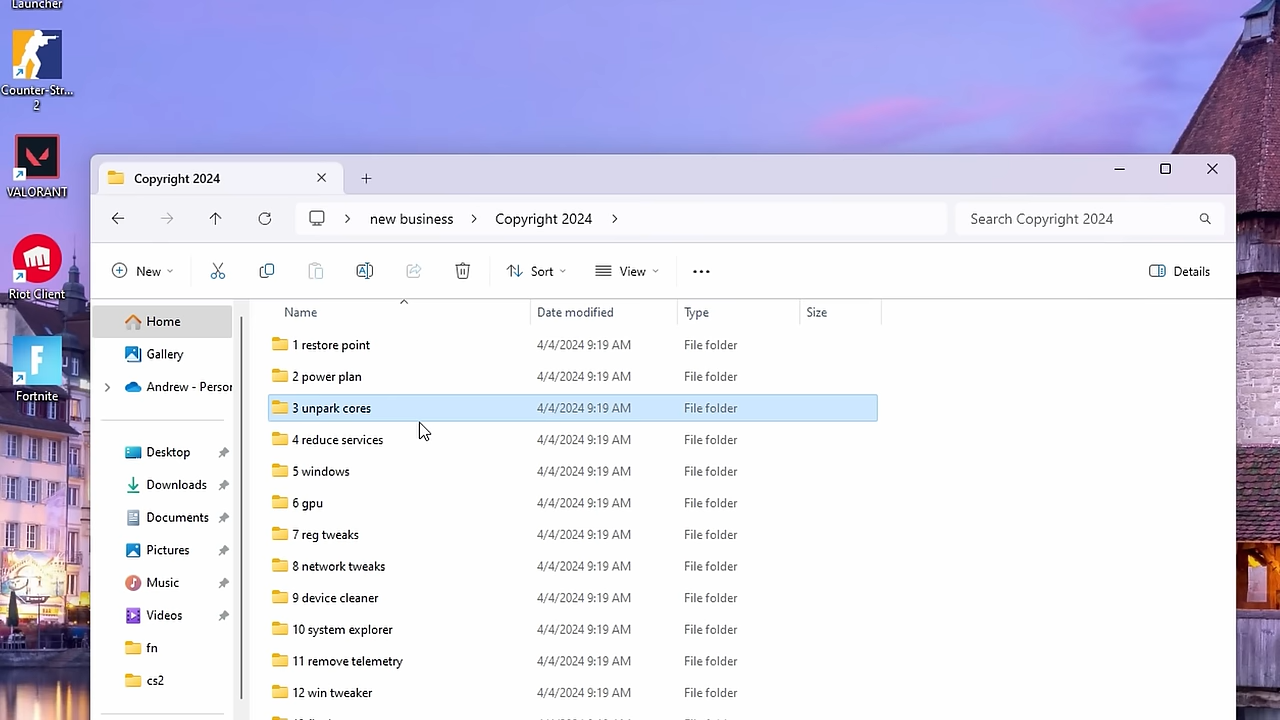 Launcher
Counter-Str...
2
VALORANT
Riot Client
Fortnite
Copyright 2024
new business
Copyright 2024
Search Copyright 2024
New
Sort
View
Details
Home
Gallery
Andrew - Person
Desktop
Downloads
Documents
Pictures
Music
Videos
fn
cs2
Name Date modified Type Size
1 restore point 4/4/2024 9:19 AM File folder
2 power plan 4/4/2024 9:19 AM File folder
3 unpark cores 4/4/2024 9:19 AM File folder
4 reduce services 4/4/2024 9:19 AM File folder
5 windows 4/4/2024 9:19 AM File folder
6 gpu 4/4/2024 9:19 AM File folder
7 reg tweaks 4/4/2024 9:19 AM File folder
8 network tweaks 4/4/2024 9:19 AM File folder
9 device cleaner 4/4/2024 9:19 AM File folder
10 system explorer 4/4/2024 9:19 AM File folder
11 remove telemetry 4/4/2024 9:19 AM File folder
12 win tweaker 4/4/2024 9:19 AM File folder